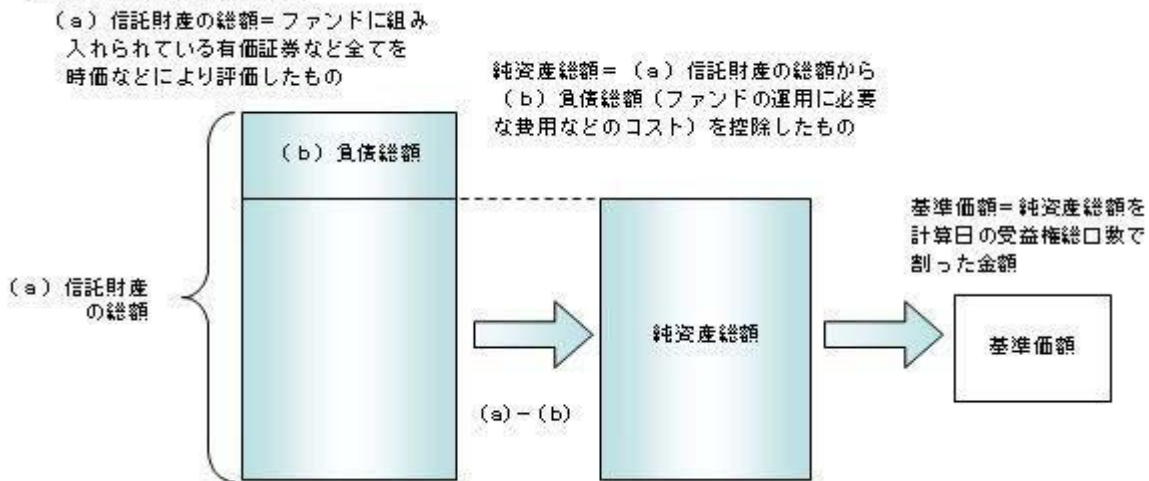 (a)信託財産の総額=ファンドに組み
入れられている有価証券など全てを
時価などにより評価したもの
純資産総額=(a)信託財産の総額から
(b)負債総額(ファンドの運用に必要
な費用などのコスト)を控除したもの
(b)負債総額
基準価額=純資産総額を
計算日の受益権総口数で
割った金額
(a)信託財産
の総額
純資産総額
基準価額
(a)-(b)